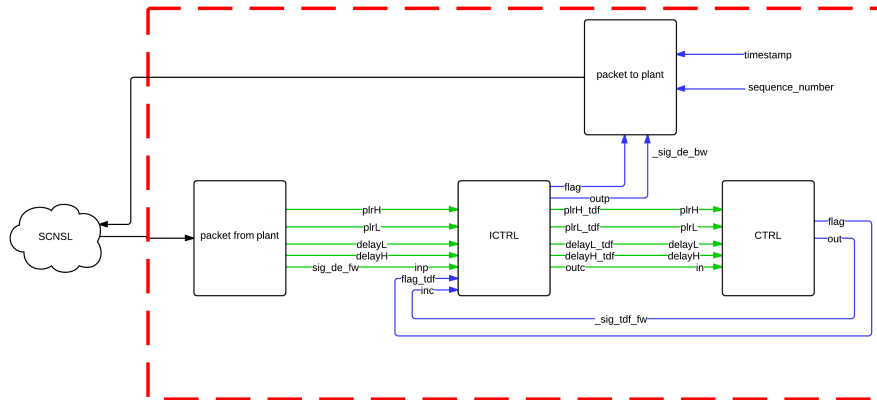 timestamp
packet to plant
sequence_number
_sig_de_bw
flag
outp
plrH
plrH_tdf
plrH
plrL
plrL_tdf
plrL
flag
SCNSL
packet from plant
ICTRL
CTRL
out
delayL
delayL_tdf
delayL
delayH
delayH_tdf
delayH
sig_de_fw
inp
outc
in
flag_tdf
inc
_sig_tdf_fw